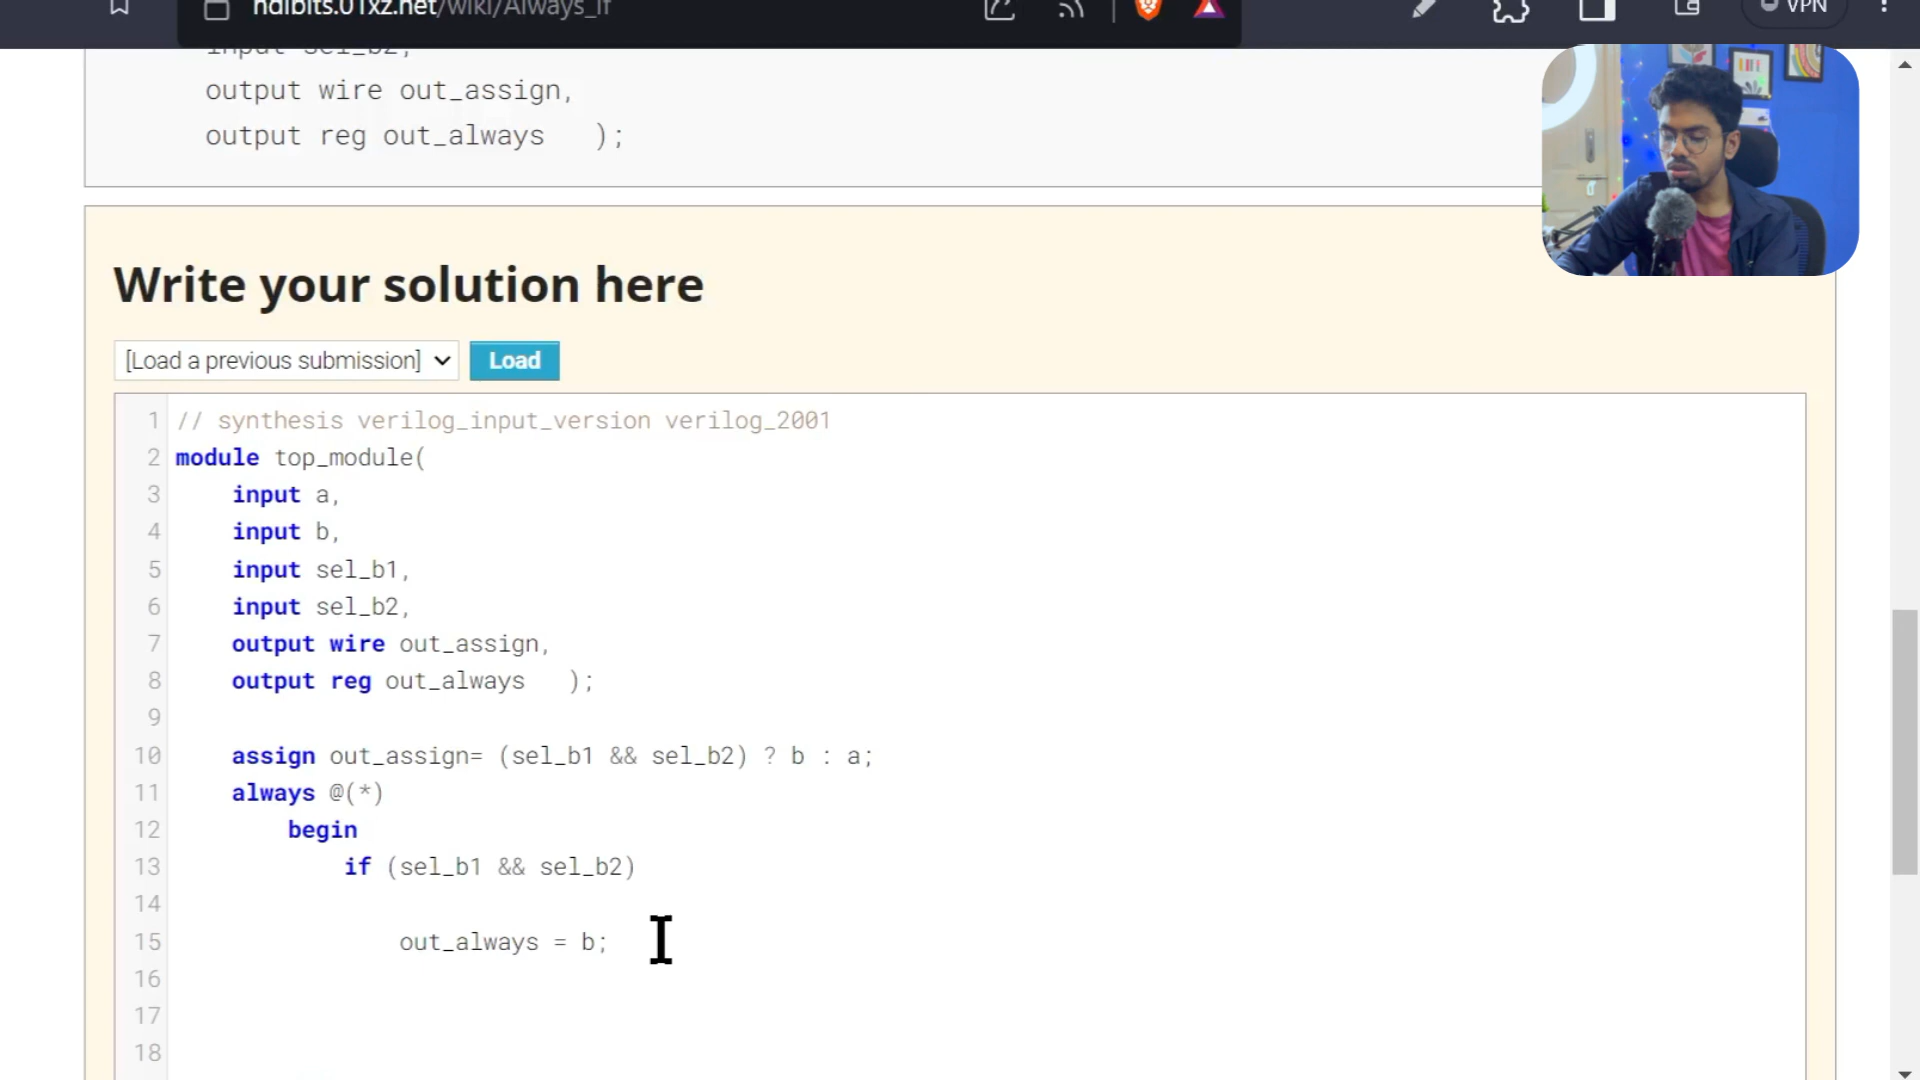 hdlbits.01xz.net/wiki/Always_if
VPN
input sel_b2,
output wire out_assign,
output reg out_always );
LIFE
Write your solution here
[Load a previous submission] Load
1 // synthesis verilog_input_version verilog_2001
2 module top_module(
3 input a,
4 input b,
5 input sel_b1,
6 input sel_b2,
7 output wire out_assign,
8 output reg out_always );
9
10 assign out_assign= (sel_b1 && sel_b2) ? b : a;
11 always @(*)
12 begin
13 if (sel_b1 && sel_b2)
14
15 out_always = b;
16
17
18